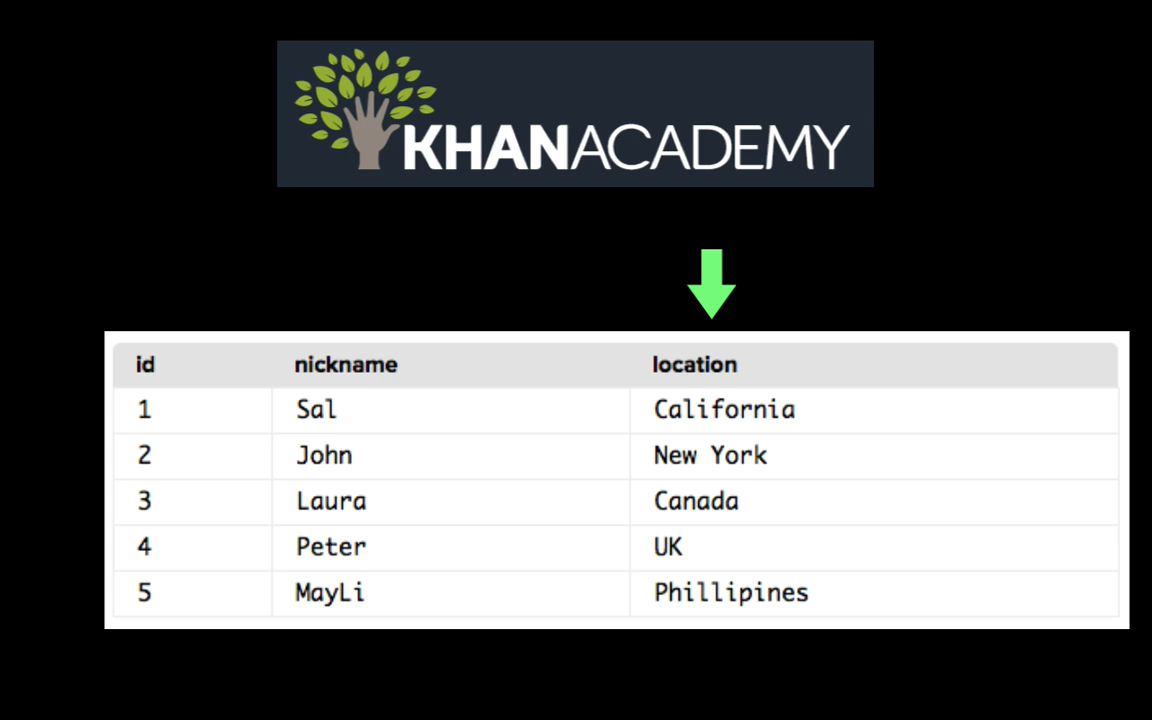 KHANACADEMY
id nickname location
1 Sal California
2 John New York
3 Laura Canada
4 Peter UK
5 MayLi Phillipines